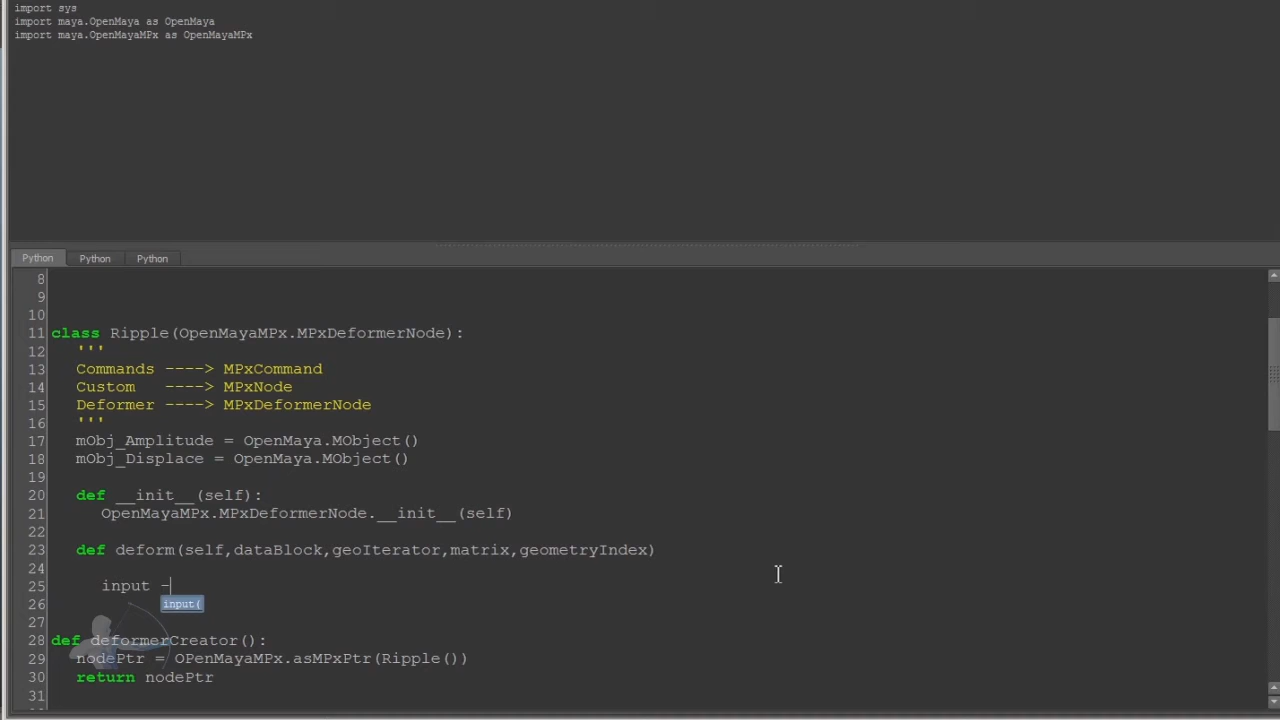 import sys
import maya.OpenMaya as OpenMaya
import maya.OpenMayaMPx as OpenMayaMPx
Python Python Python
8
9
10
11 class Ripple(OpenMayaMPx.MPxDeformerNode):
12 '''
13 Commands ----> MPxCommand
14 Custom ----> MPxNode
15 Deformer ----> MPxDeformerNode
16 '''
17 mObj_Amplitude = OpenMaya.MObject()
18 mObj_Displace = OpenMaya.MObject()
19
20 def __init__(self):
21 OpenMayaMPx.MPxDeformerNode.__init__(self)
22
23 def deform(self,dataBlock,geoIterator,matrix,geometryIndex)
24
25 input -
26 input(
27
28 def deformerCreator():
29 nodePtr = OPenMayaMPx.asMPxPtr(Ripple())
30 return nodePtr
31